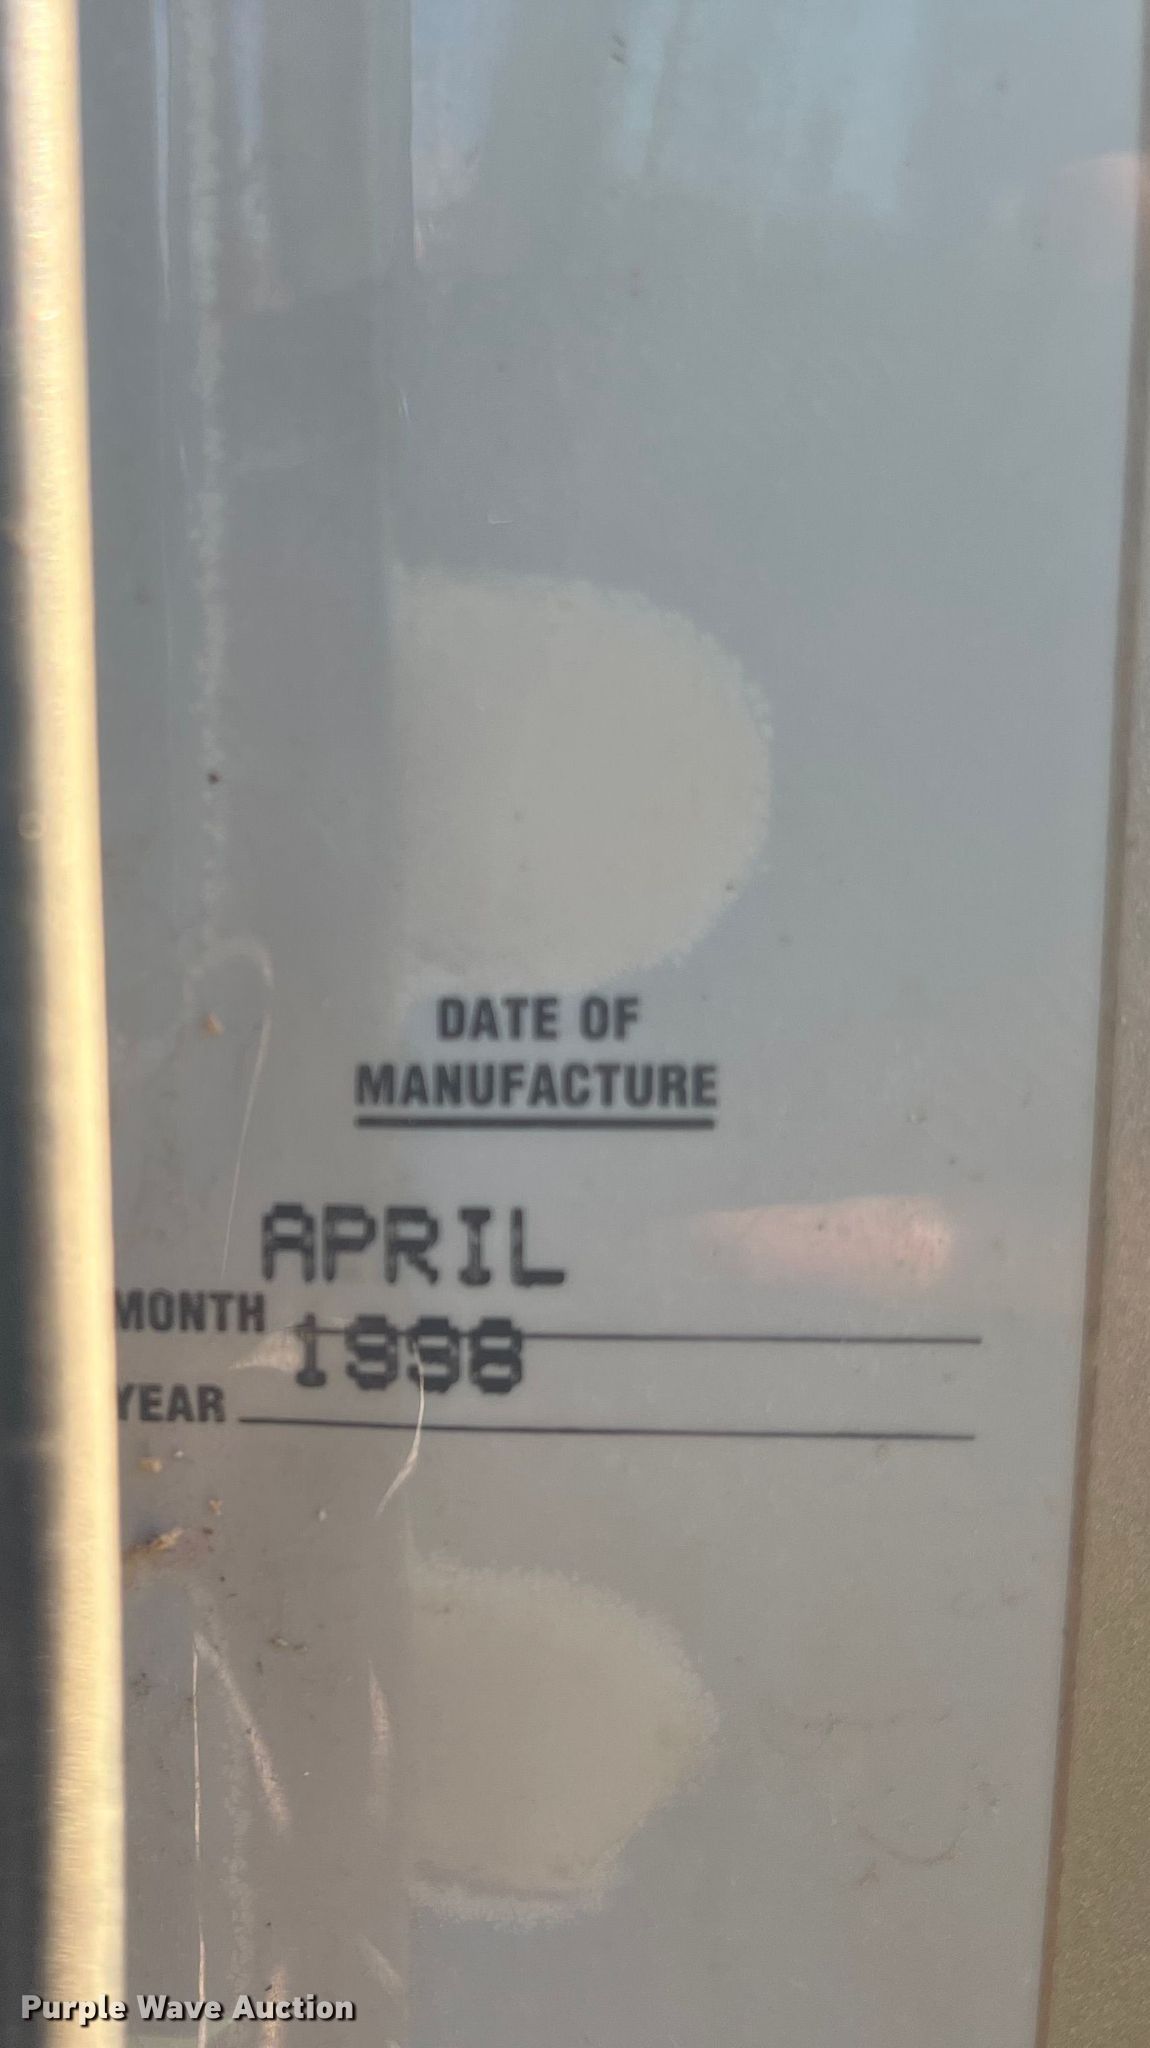 DATE OF
MANUFACTURE
APRIL
MONTH
1998
YEAR
Purple Wave Auction